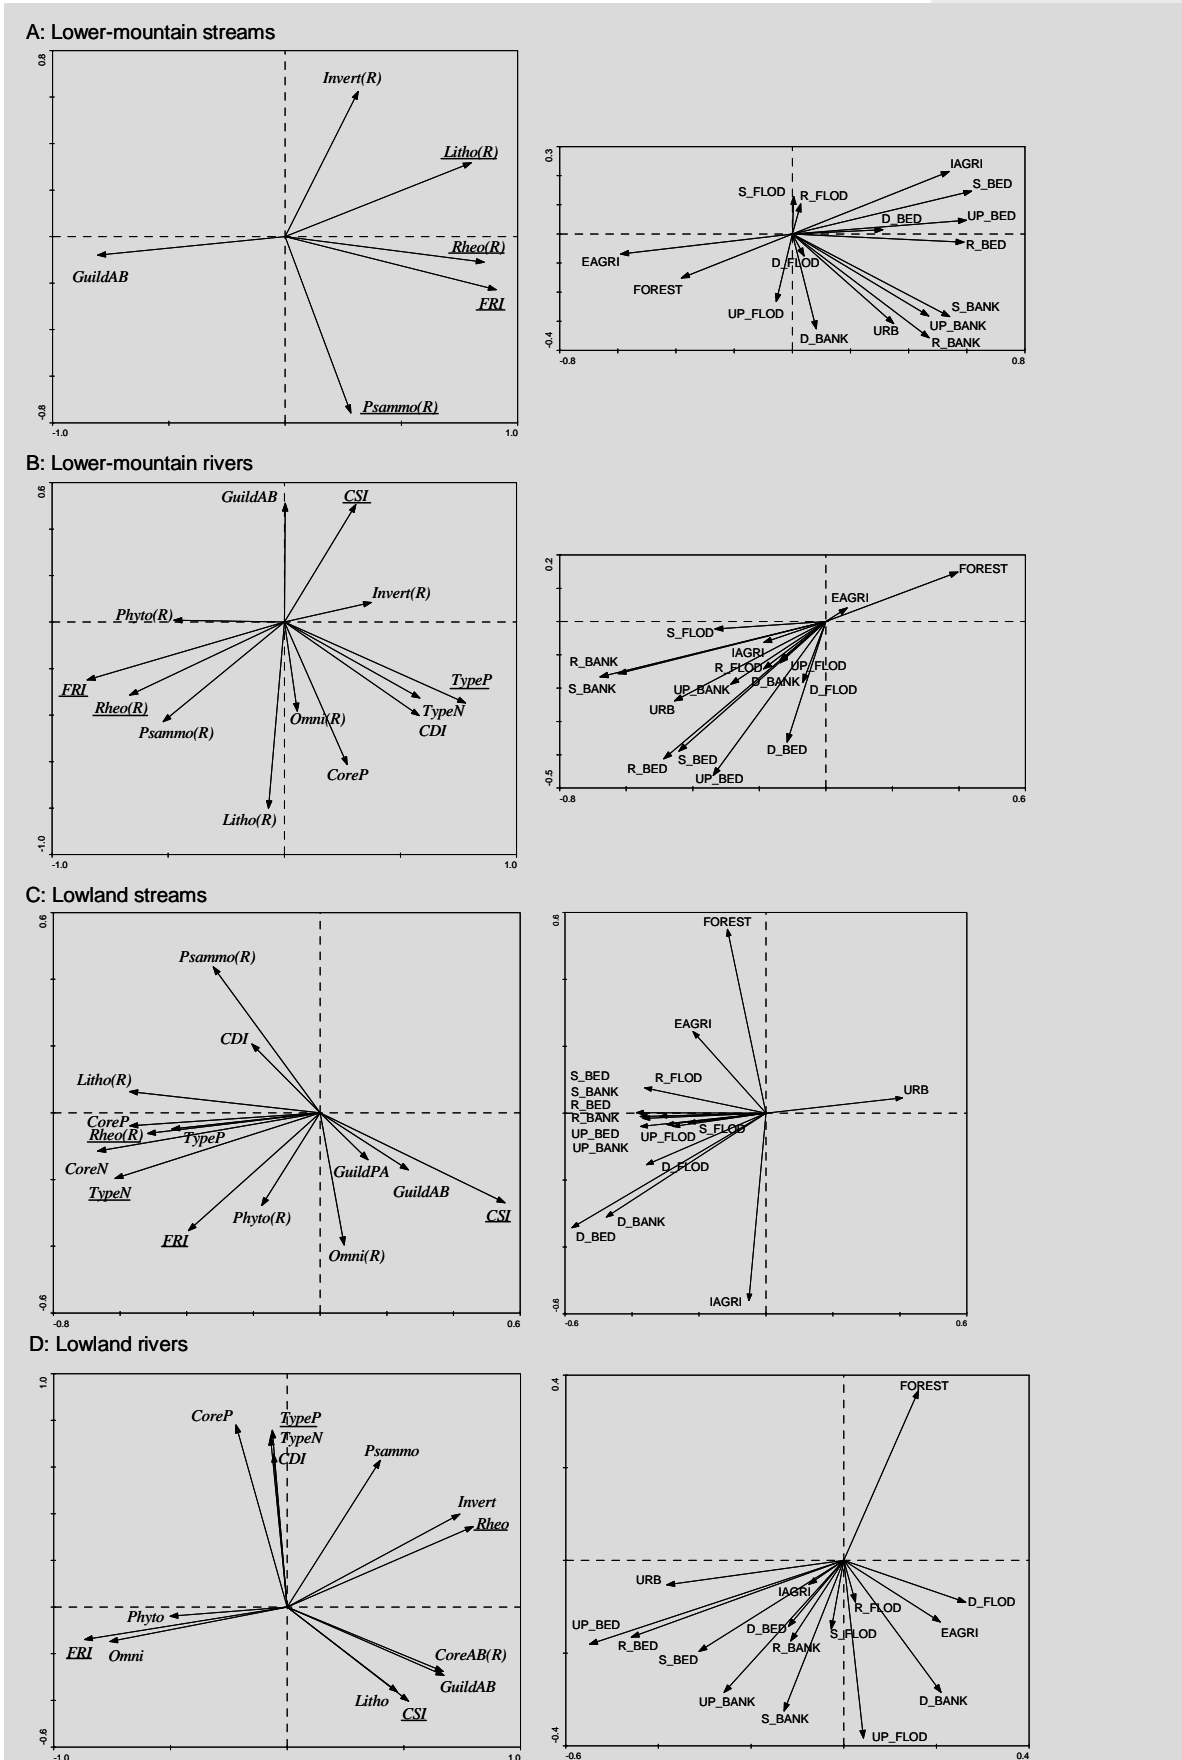 A: Lower-mountain streams
0.8
Invert(R)
Litho(R)
Rheo(R)
GuildAB
FRI
Psammo(R)
-0.8
-1.0
1.0
0.3
IAGRI
S_FLOD
R_FLOD
S_BED
D_BED
UP_BED
R_BED
EAGRI
D_FLOD
FOREST
UP_FLOD
S_BANK
D_BANK
URB
UP_BANK
R_BANK
-0.4
-0.8
0.8
B: Lower-mountain rivers
0.6
GuildAB
CSI
Invert(R)
Phyto(R)
FRI
TypeP
Rheo(R)
TypeN
Omni(R)
Psammo(R)
CDI
CoreP
Litho(R)
-1.0
-1.0
1.0
0.2
FOREST
EAGRI
S_FLOD
IAGRI
R_BANK
R_FLOD
UP_FLOD
S_BANK
UP_BANK
D_BANK
D_FLOD
URB
D_BED
S_BED
R_BED
UP_BED
-0.5
-0.8
0.6
C: Lowland streams
0.6
Psammo(R)
CDI
Litho(R)
CoreP
Rheo(R)
TypeP
CoreN
GuildPA
TypeN
GuildAB
Phyto(R)
CSI
FRI
Omni(R)
-0.6
-0.8
0.6
0.6
FOREST
EAGRI
S_BED
R_FLOD
S_BANK
URB
R_BED
R_BANK
UP_BED
UP_FLOD
S_FLOD
UP_BANK
D_FLOD
D_BANK
D_BED
IAGRI
-0.6
-0.6
0.6
D: Lowland rivers
1.0
CoreP
TypeP
TypeN
CDI
Psammo
Invert
Rheo
Phyto
FRI
Omni
CoreAB(R)
GuildAB
Litho
CSI
-0.6
-1.0
1.0
0.4
FOREST
URB
IAGRI
D_FLOD
R_FLOD
UP_BED
D_BED
S_FLOD
EAGRI
R_BED
R_BANK
S_BED
UP_BANK
D_BANK
S_BANK
UP_FLOD
-0.4
-0.6
0.4